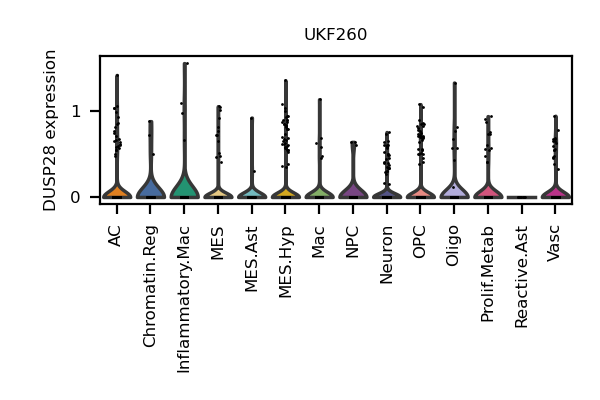 UKF260
DUSP28 expression
1
0
AC
Chromatin.Reg
Inflammatory.Mac
MES
MES.Ast
MES.Hyp
Mac
NPC
Neuron
OPC
Oligo
Prolif.Metab
Reactive.Ast
Vasc